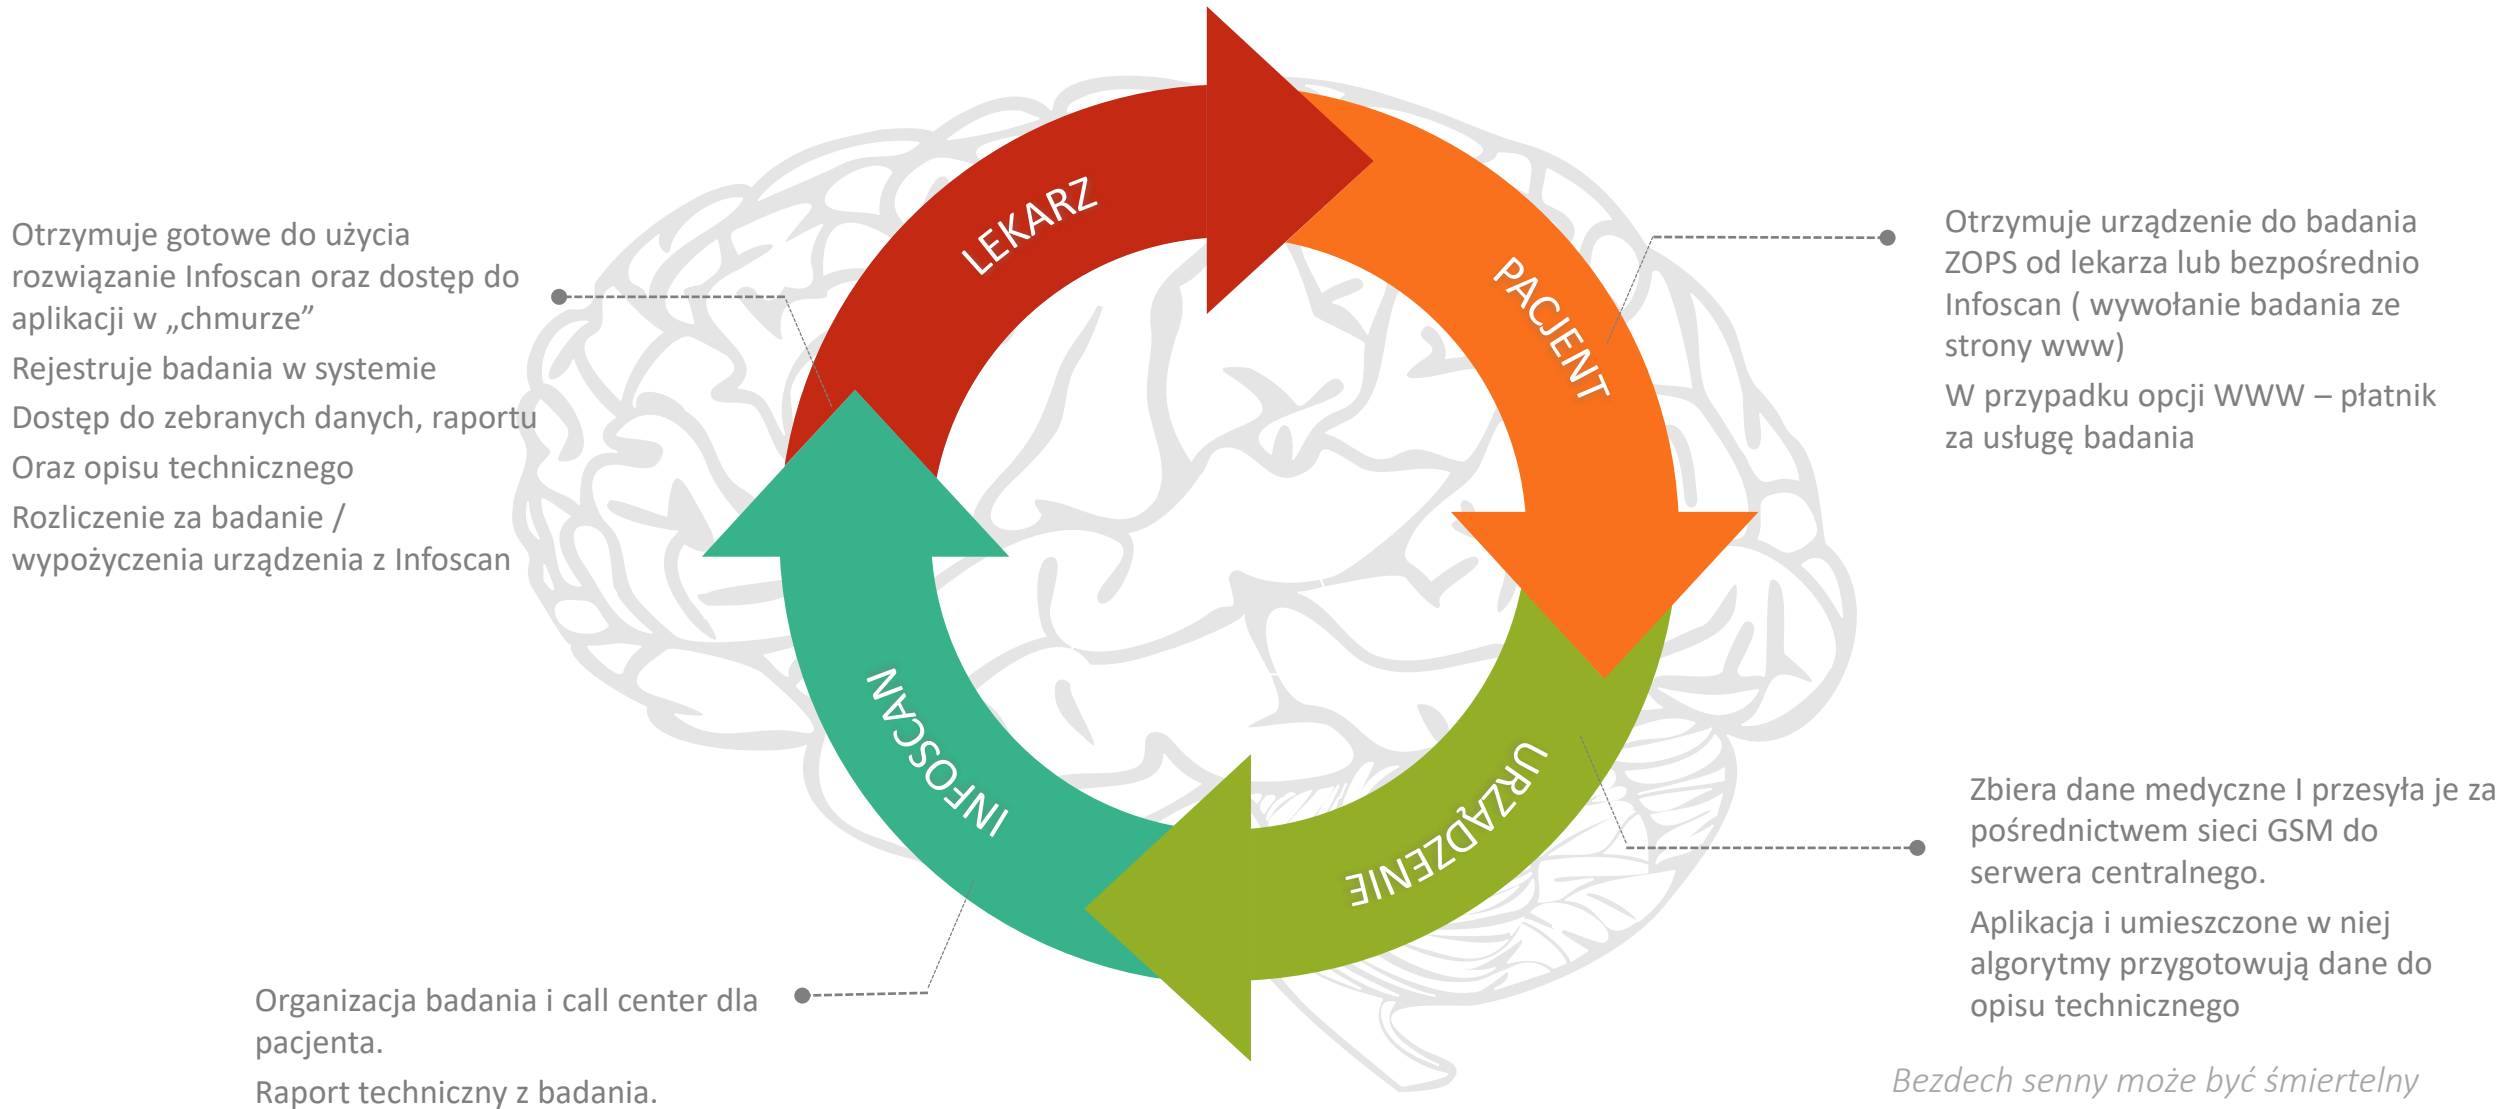 LEKARZ
PACJENT
URZĄDZENIE
INFOSCAN
Otrzymuje gotowe do użycia
rozwiązanie Infoscan oraz dostęp do
aplikacji w „chmurze”
Rejestruje badania w systemie
Dostęp do zebranych danych, raportu
Oraz opisu technicznego
Rozliczenie za badanie /
wypożyczenia urządzenia z Infoscan
Otrzymuje urządzenie do badania
ZOPS od lekarza lub bezpośrednio
Infoscan ( wywołanie badania ze
strony www)
W przypadku opcji WWW – płatnik
za usługę badania
Zbiera dane medyczne I przesyła je za
pośrednictwem sieci GSM do
serwera centralnego.
Aplikacja i umieszczone w niej
algorytmy przygotowują dane do
opisu technicznego
Organizacja badania i call center dla
pacjenta.
Raport techniczny z badania.
Bezdech senny może być śmiertelny